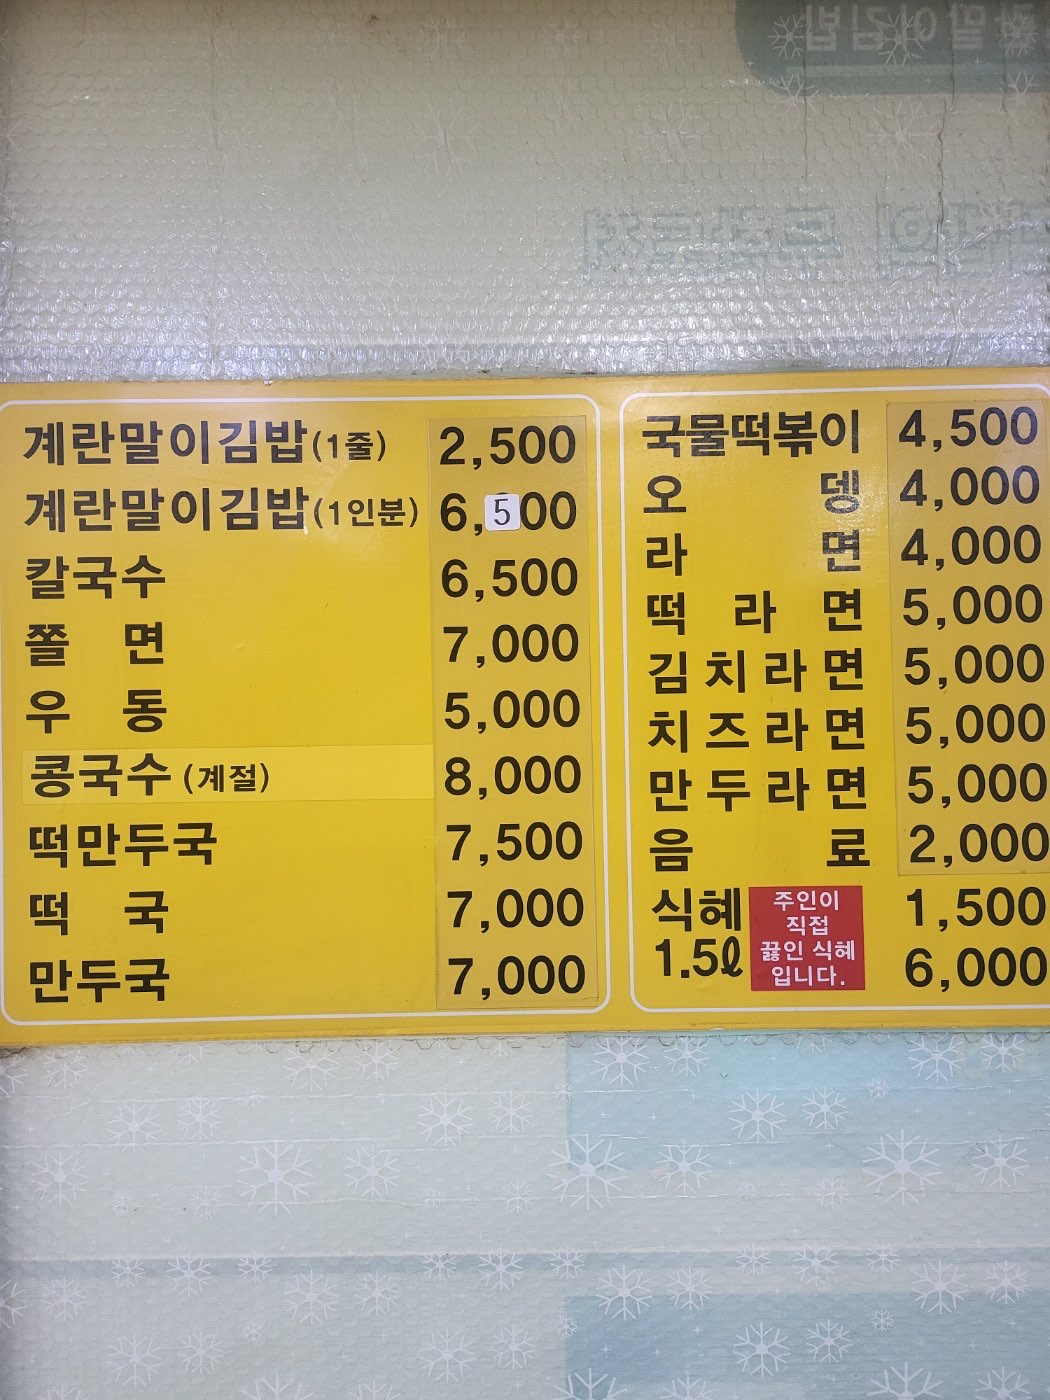 계란말이김밥(1줄) 2,500
계란말이김밥(1인분) 6,500
칼국수 6,500
쫄면 7,000
우동 5,000
콩국수(계절) 8,000
떡만두국 7,500
떡국 7,000
만두국 7,000
국물떡볶이 4,500
오뎅 4,000
라면 4,000
떡라면 5,000
김치라면 5,000
치즈라면 5,000
만두라면 5,000
음료 2,000
식혜 1,500
1.5ℓ 6,000
주인이
직접
끓인 식혜
입니다.
말이김밥